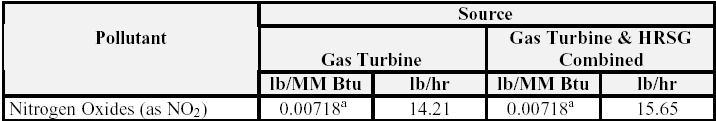 Source
Pollutant
Gas Turbine & HRSG
Gas Turbine Combined
lb/MM Btu lb/hr lb/MM Btu lb/hr
Nitrogen Oxides (as NO₂) 0.00718ᵃ 14.21 0.00718ᵃ 15.65